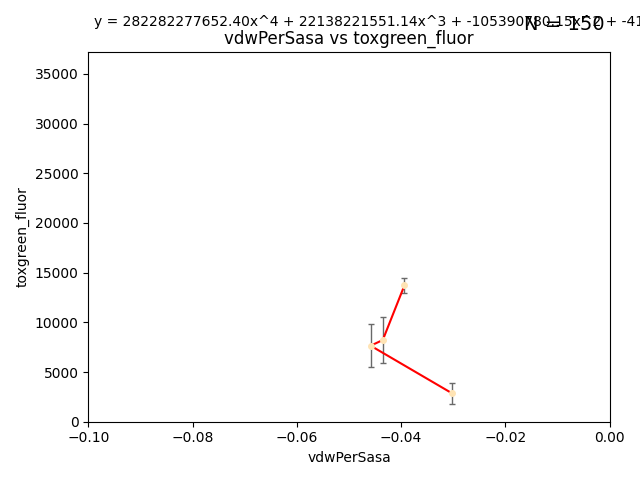 y = 282282277652.40x^4 + 22138221551.14x^3 + -105390780.15x^2 + -41
N = 150
vdwPerSasa vs toxgreen_fluor
35000
30000
25000
20000
15000
10000
5000
0
toxgreen_fluor
−0.10
−0.08
−0.06
−0.04
−0.02
0.00
vdwPerSasa